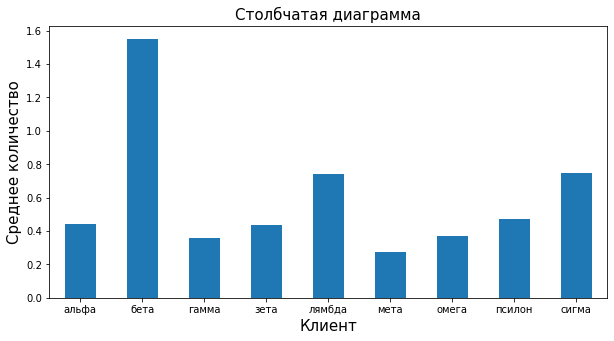 Столбчатая диаграмма
Среднее количество
1.6
1.4
1.2
1.0
0.8
0.6
0.4
0.2
0.0
альфа бета гамма зета лямбда мета омега псилон сигма
Клиент